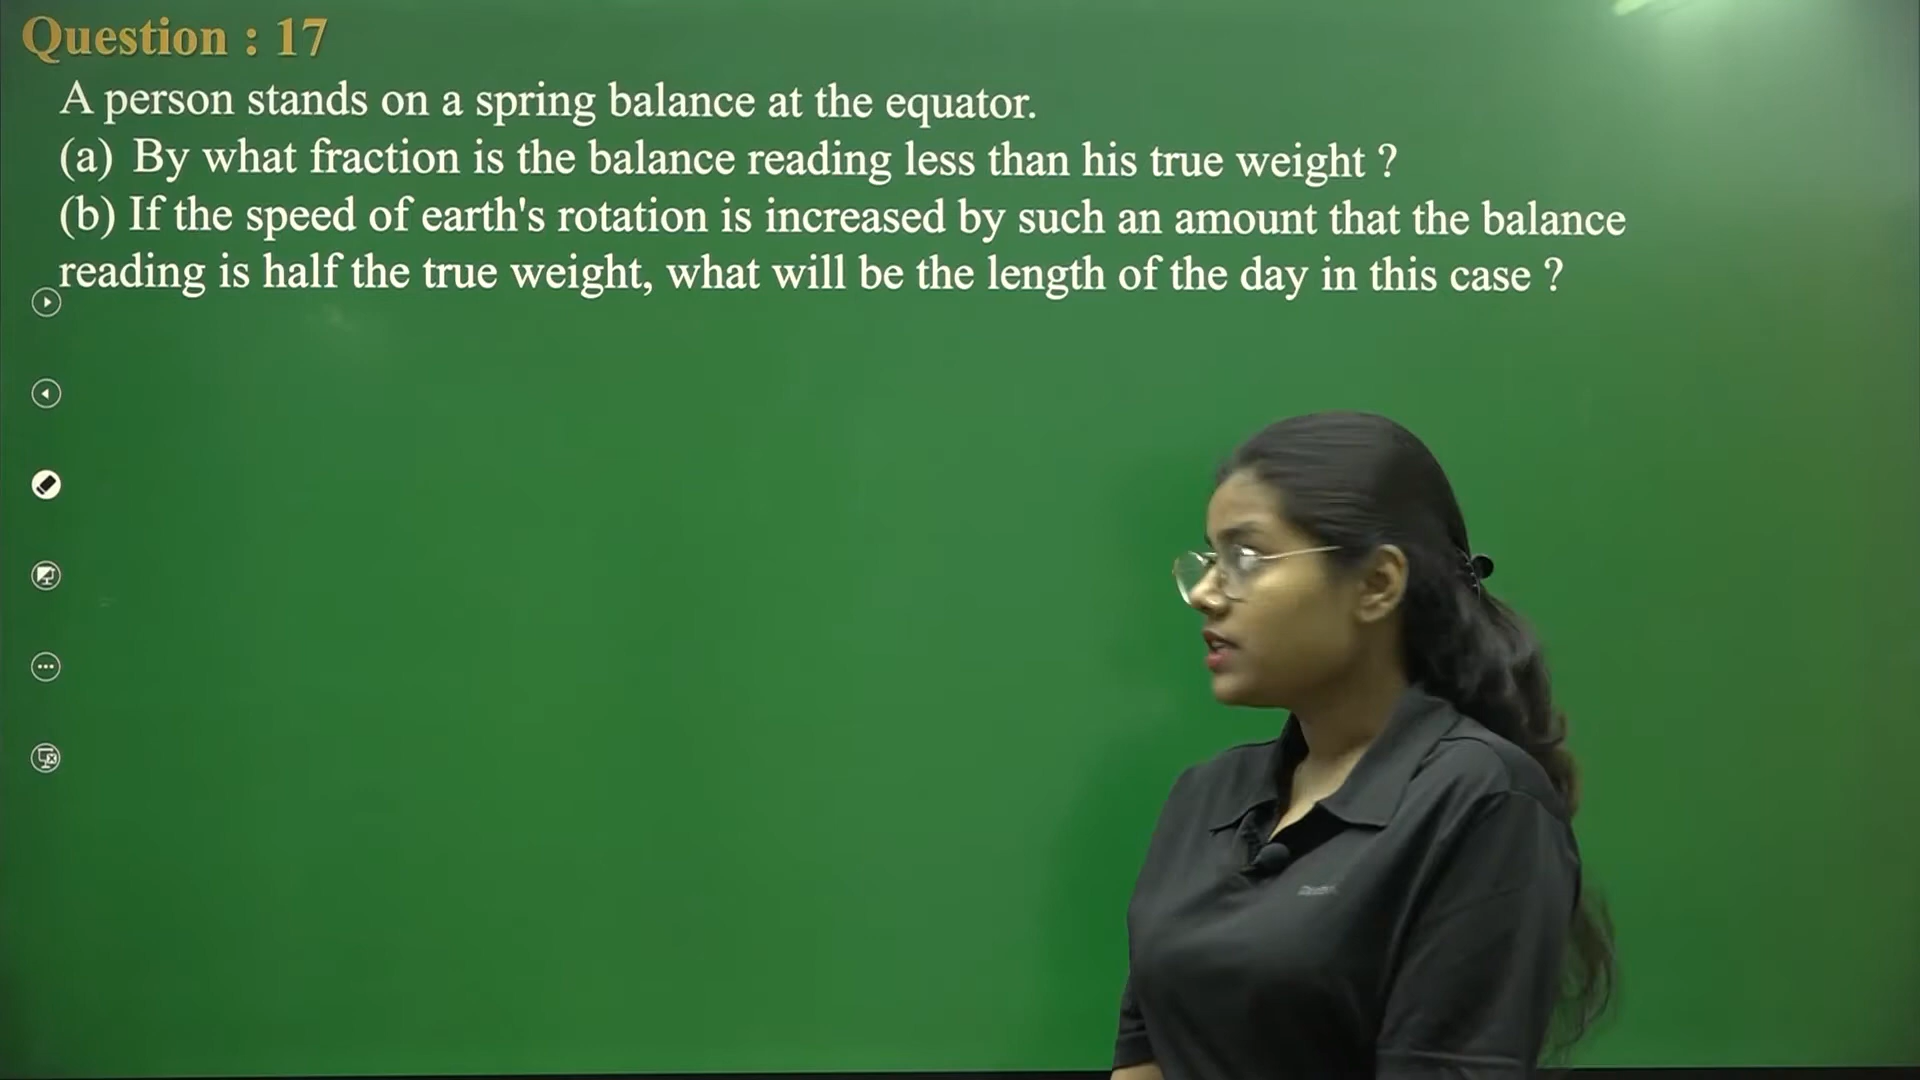 Question : 17
A person stands on a spring balance at the equator.
(a) By what fraction is the balance reading less than his true weight ?
(b) If the speed of earth's rotation is increased by such an amount that the balance
reading is half the true weight, what will be the length of the day in this case ?